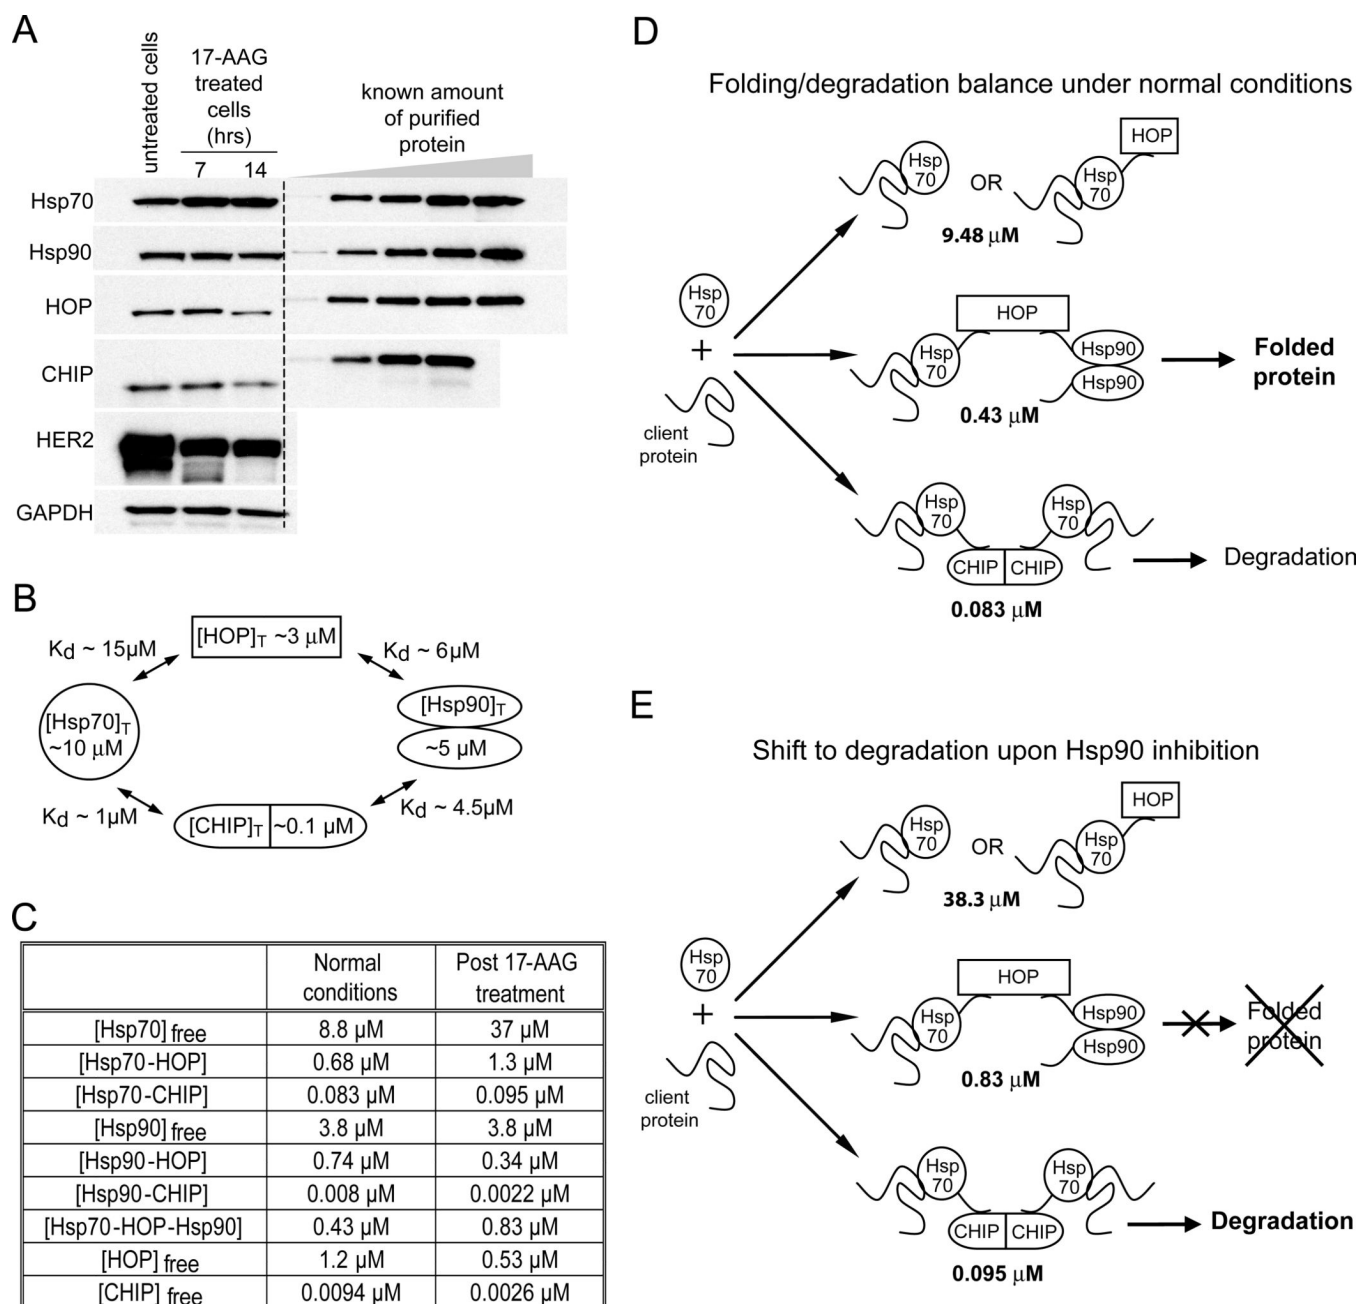 A
untreated cells
17-AAG
treated
cells
(hrs)
7 14
known amount
of purified
protein
Hsp70
Hsp90
HOP
CHIP
HER2
GAPDH
B
[HOP]T ~3 µM
Kd ~ 15µM
Kd ~ 6µM
[Hsp70]T
~10 µM
[Hsp90]T
~5 µM
Kd ~ 1µM
Kd ~ 4.5µM
[CHIP]T ~0.1 µM
C
Normal
conditions
Post 17-AAG
treatment
[Hsp70] free 8.8 µM 37 µM
[Hsp70-HOP] 0.68 µM 1.3 µM
[Hsp70-CHIP] 0.083 µM 0.095 µM
[Hsp90] free 3.8 µM 3.8 µM
[Hsp90-HOP] 0.74 µM 0.34 µM
[Hsp90-CHIP] 0.008 µM 0.0022 µM
[Hsp70-HOP-Hsp90] 0.43 µM 0.83 µM
[HOP] free 1.2 µM 0.53 µM
[CHIP] free 0.0094 µM 0.0026 µM
D
Folding/degradation balance under normal conditions
Hsp
70
OR
Hsp
70
HOP
9.48 µM
Hsp
70
+
client
protein
Hsp
70
HOP
Hsp90
Hsp90
0.43 µM
Folded
protein
Hsp
70
Hsp
70
CHIP CHIP
0.083 µM
Degradation
E
Shift to degradation upon Hsp90 inhibition
Hsp
70
OR
Hsp
70
HOP
38.3 µM
Hsp
70
+
client
protein
Hsp
70
HOP
Hsp90
Hsp90
0.83 µM
Folded
protein
Hsp
70
Hsp
70
CHIP CHIP
0.095 µM
Degradation